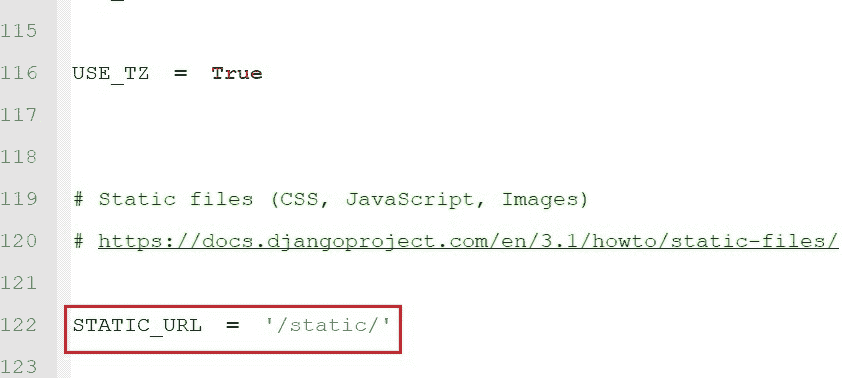 115
116 USE_TZ = True
117
118
119 # Static files (CSS, JavaScript, Images)
120 # https://docs.djangoproject.com/en/3.1/howto/static-files/
121
122 STATIC_URL = '/static/'
123